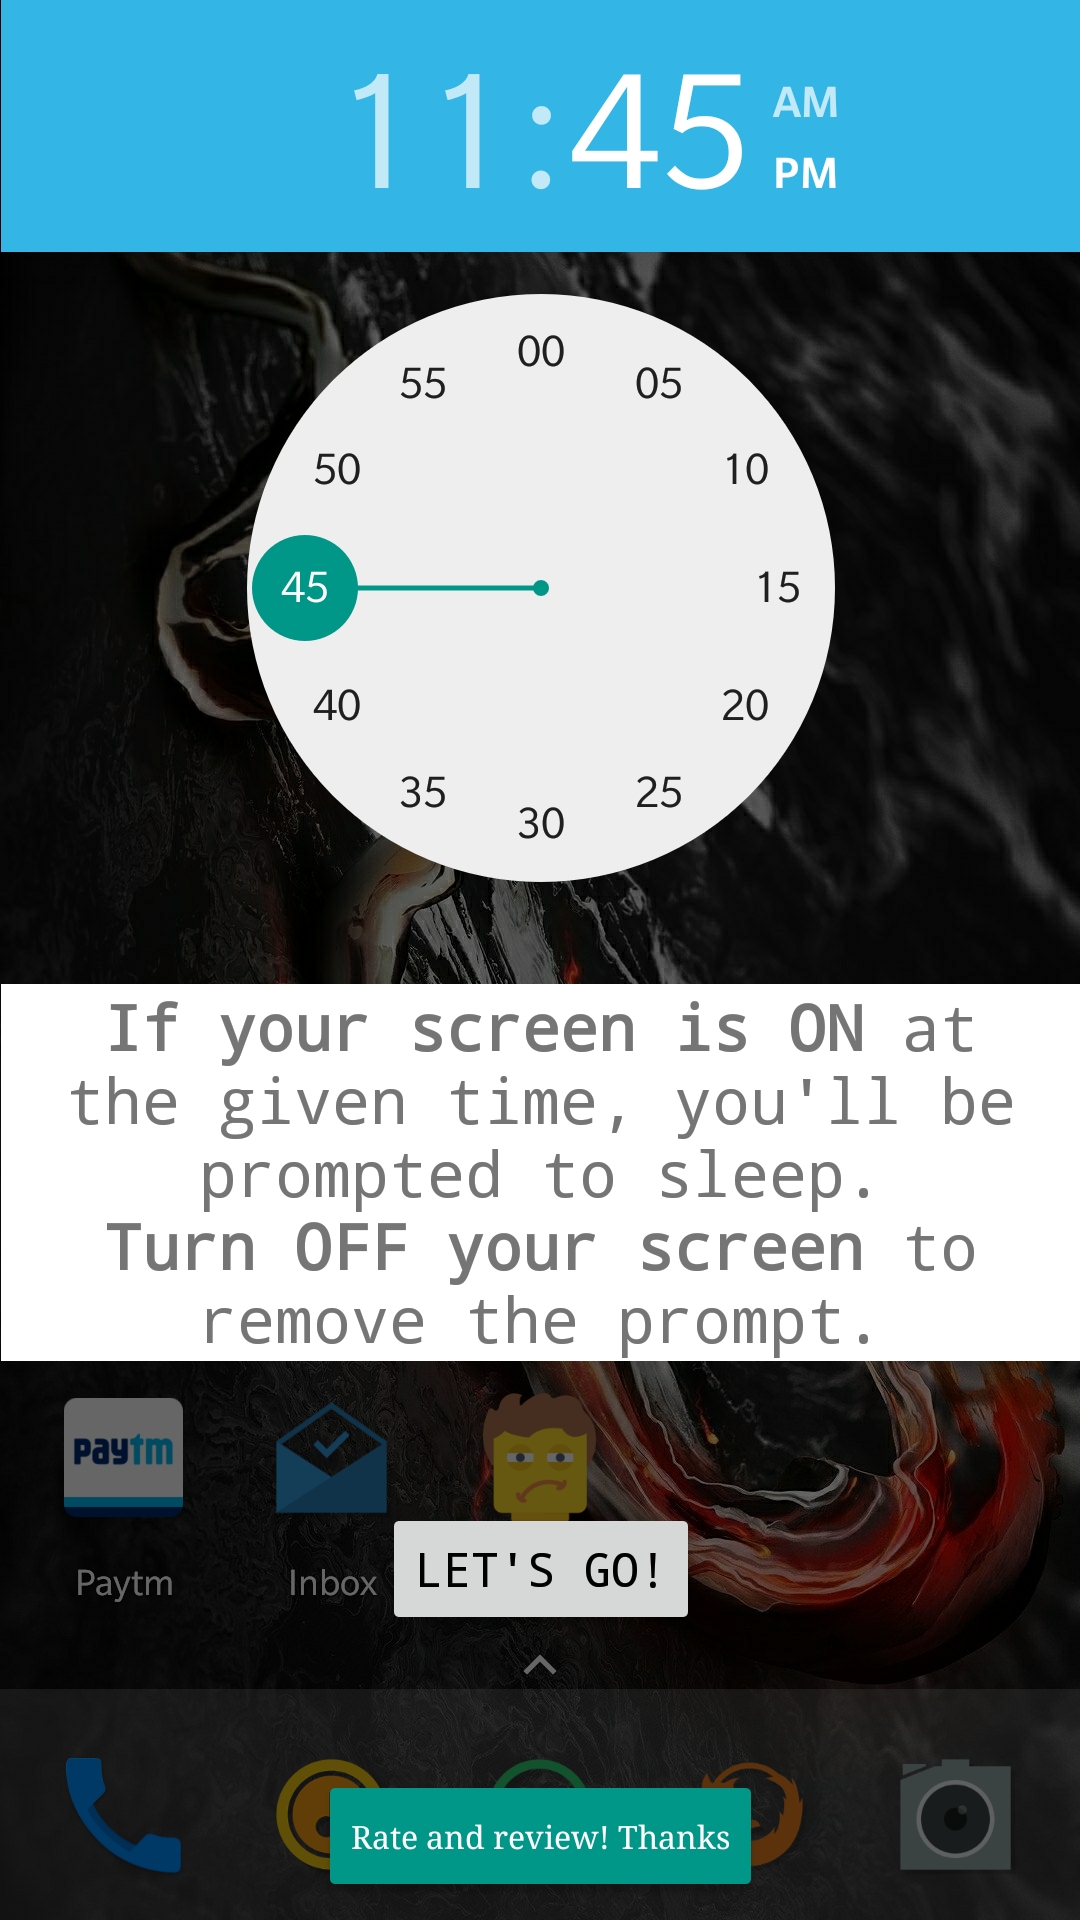 11:45
AM
PM
00
55
05
50
10
45
15
40
20
35
25
30
If your screen is ON at
the given time, you'll be
prompted to sleep.
Turn OFF your screen to
remove the prompt.
paytm
Paytm
Inbox
LET'S GO!
Rate and review! Thanks